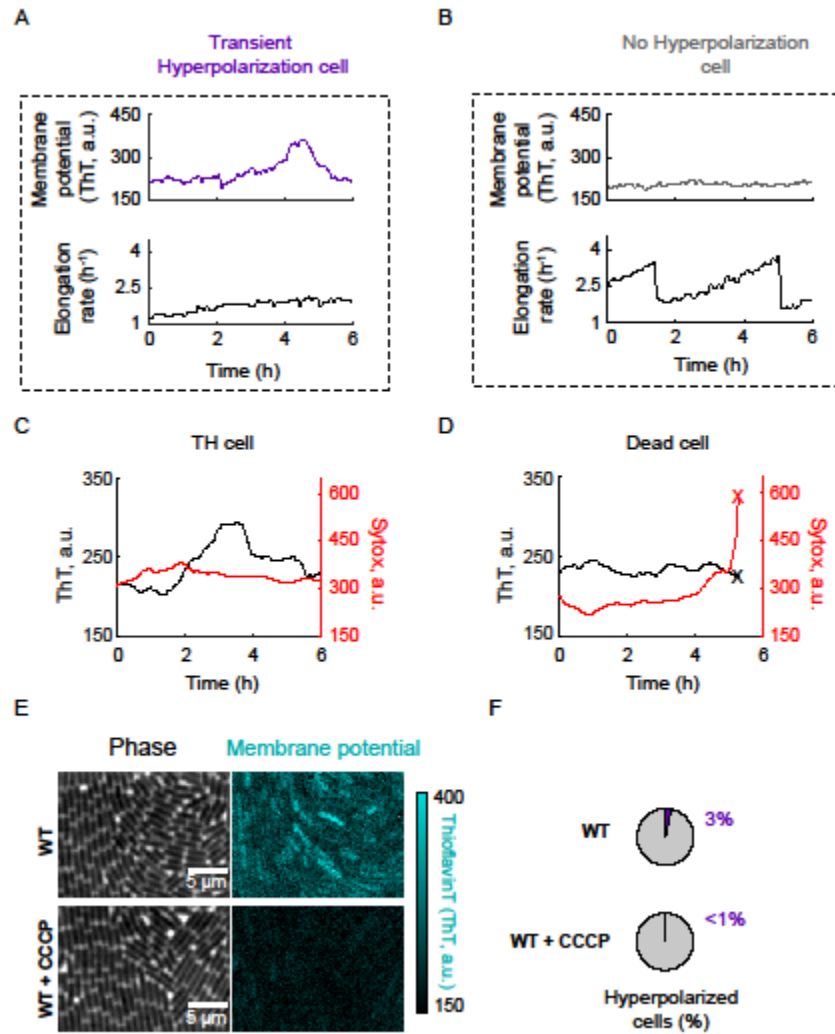 A
Transient
Hyperpolarization cell
Membrane
potential
(ThT, a.u.)
450
300
150
Elongation
rate (h⁻¹)
4
2.5
1
0
2
4
6
Time (h)
B
No Hyperpolarization
cell
Membrane
potential
(ThT, a.u.)
450
300
150
Elongation
rate (h⁻¹)
4
2.5
1
0
2
4
6
Time (h)
C
TH cell
ThT, a.u.
350
250
150
600
450
300
150
Sytox, a.u.
0
2
4
6
Time (h)
D
Dead cell
ThT, a.u.
350
250
150
X
X
600
450
300
150
Sytox, a.u.
0
2
4
6
Time (h)
E
Phase
Membrane potential
WT
5 µm
WT + CCCP
5 µm
400
ThioflavinT (ThT, a.u.)
150
F
WT
3%
WT + CCCP
<1%
Hyperpolarized
cells (%)